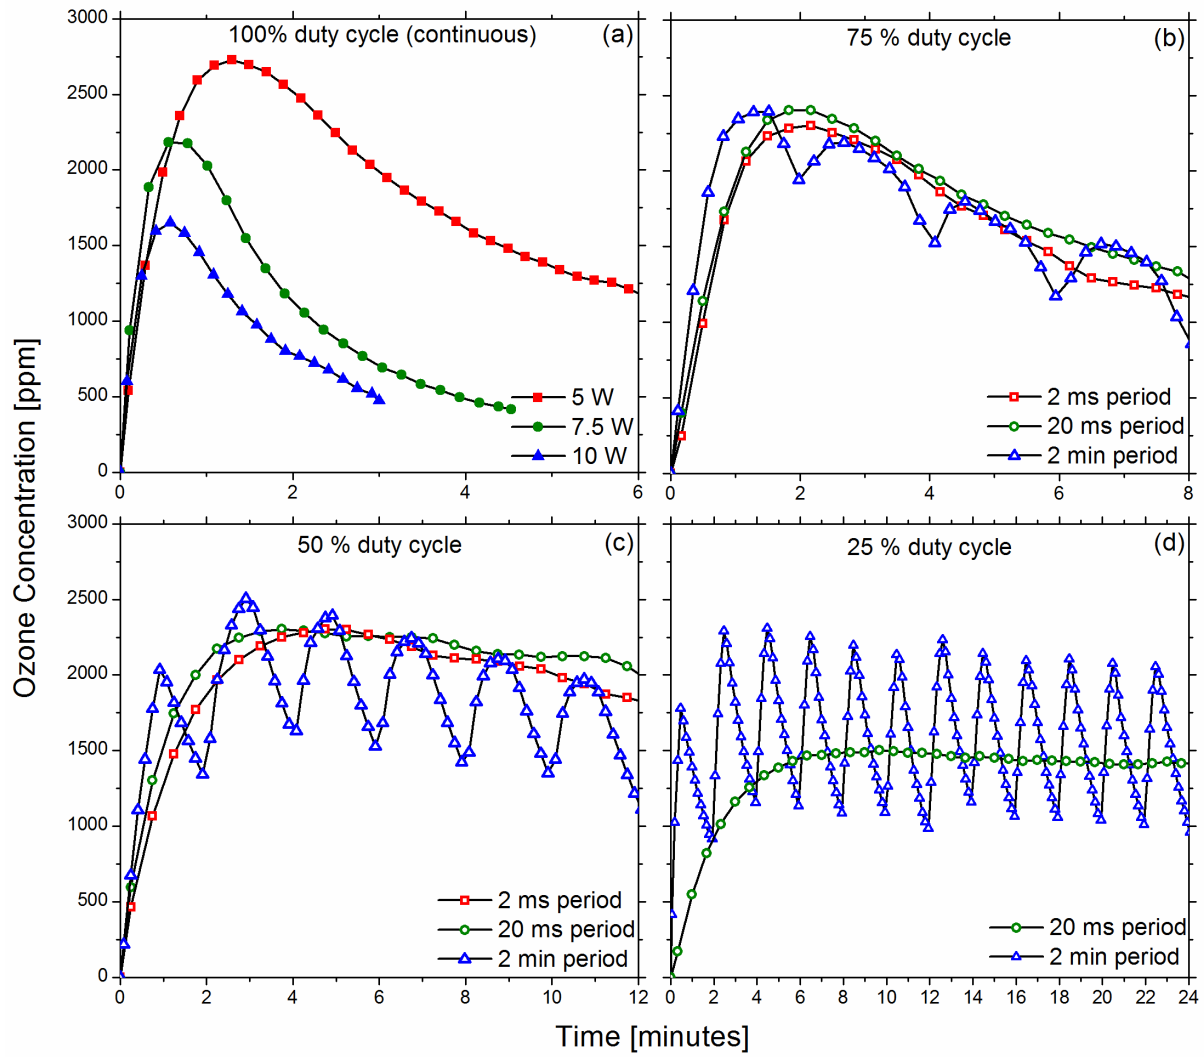 Ozone Concentration [ppm]
100% duty cycle (continuous)
(a)
3000
2500
2000
1500
1000
500
0
5 W
7.5 W
10 W
0 2 4 6
75 % duty cycle
(b)
2 ms period
20 ms period
2 min period
0 2 4 6 8
50 % duty cycle
(c)
3000
2500
2000
1500
1000
500
0
2 ms period
20 ms period
2 min period
0 2 4 6 8 10 12
25 % duty cycle
(d)
20 ms period
2 min period
0 2 4 6 8 10 12 14 16 18 20 22 24
Time [minutes]